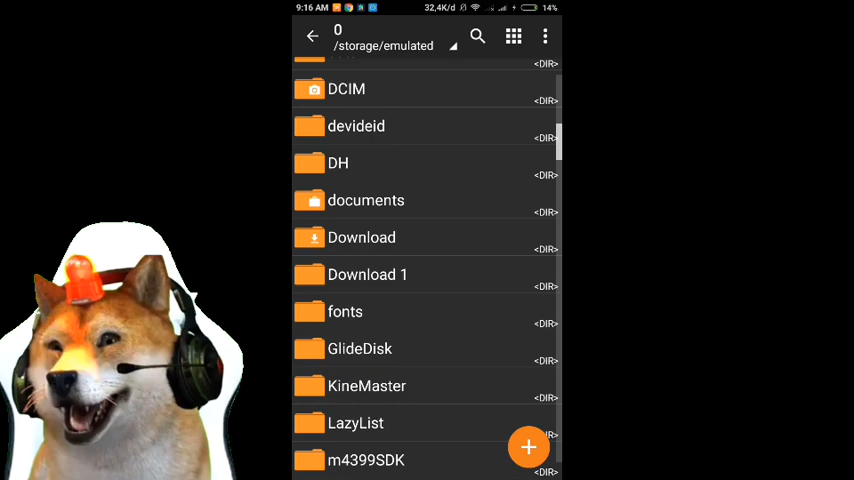 9:16 AM
32,4K/d
14%
0
/storage/emulated
<DIR>
DCIM
<DIR>
devideid
<DIR>
DH
<DIR>
documents
<DIR>
Download
<DIR>
Download 1
<DIR>
fonts
<DIR>
GlideDisk
<DIR>
KineMaster
<DIR>
LazyList
m4399SDK
<DIR>